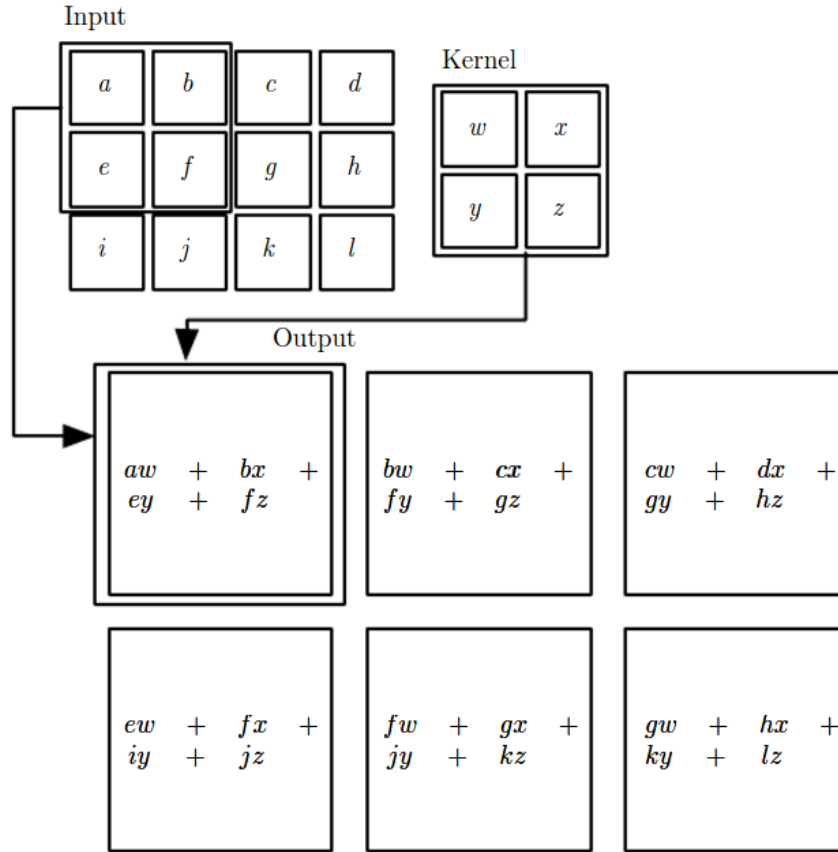 Input
a b c d
e f g h
i j k l
Kernel
w x
y z
Output
aw + bx +
ey + fz
bw + cx +
fy + gz
cw + dx +
gy + hz
ew + fx +
iy + jz
fw + gx +
jy + kz
gw + hx +
ky + lz